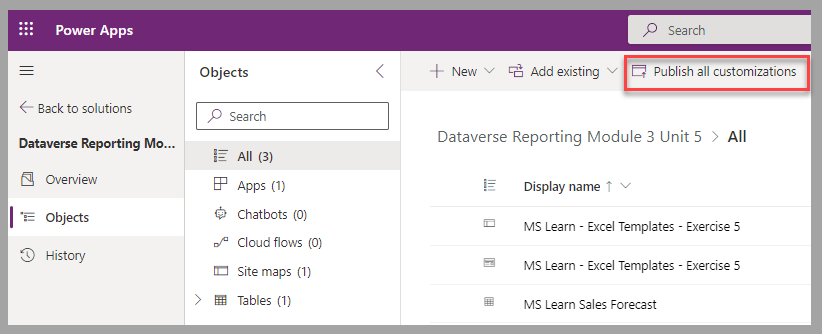 Power Apps
Search
Back to solutions
Dataverse Reporting Mo...
Overview
Objects
History
Objects
Search
All (3)
Apps (1)
Chatbots (0)
Cloud flows (0)
Site maps (1)
Tables (1)
New
Add existing
Publish all customizations
Dataverse Reporting Module 3 Unit 5 > All
Display name ↑
MS Learn - Excel Templates - Exercise 5
MS Learn - Excel Templates - Exercise 5
MS Learn Sales Forecast